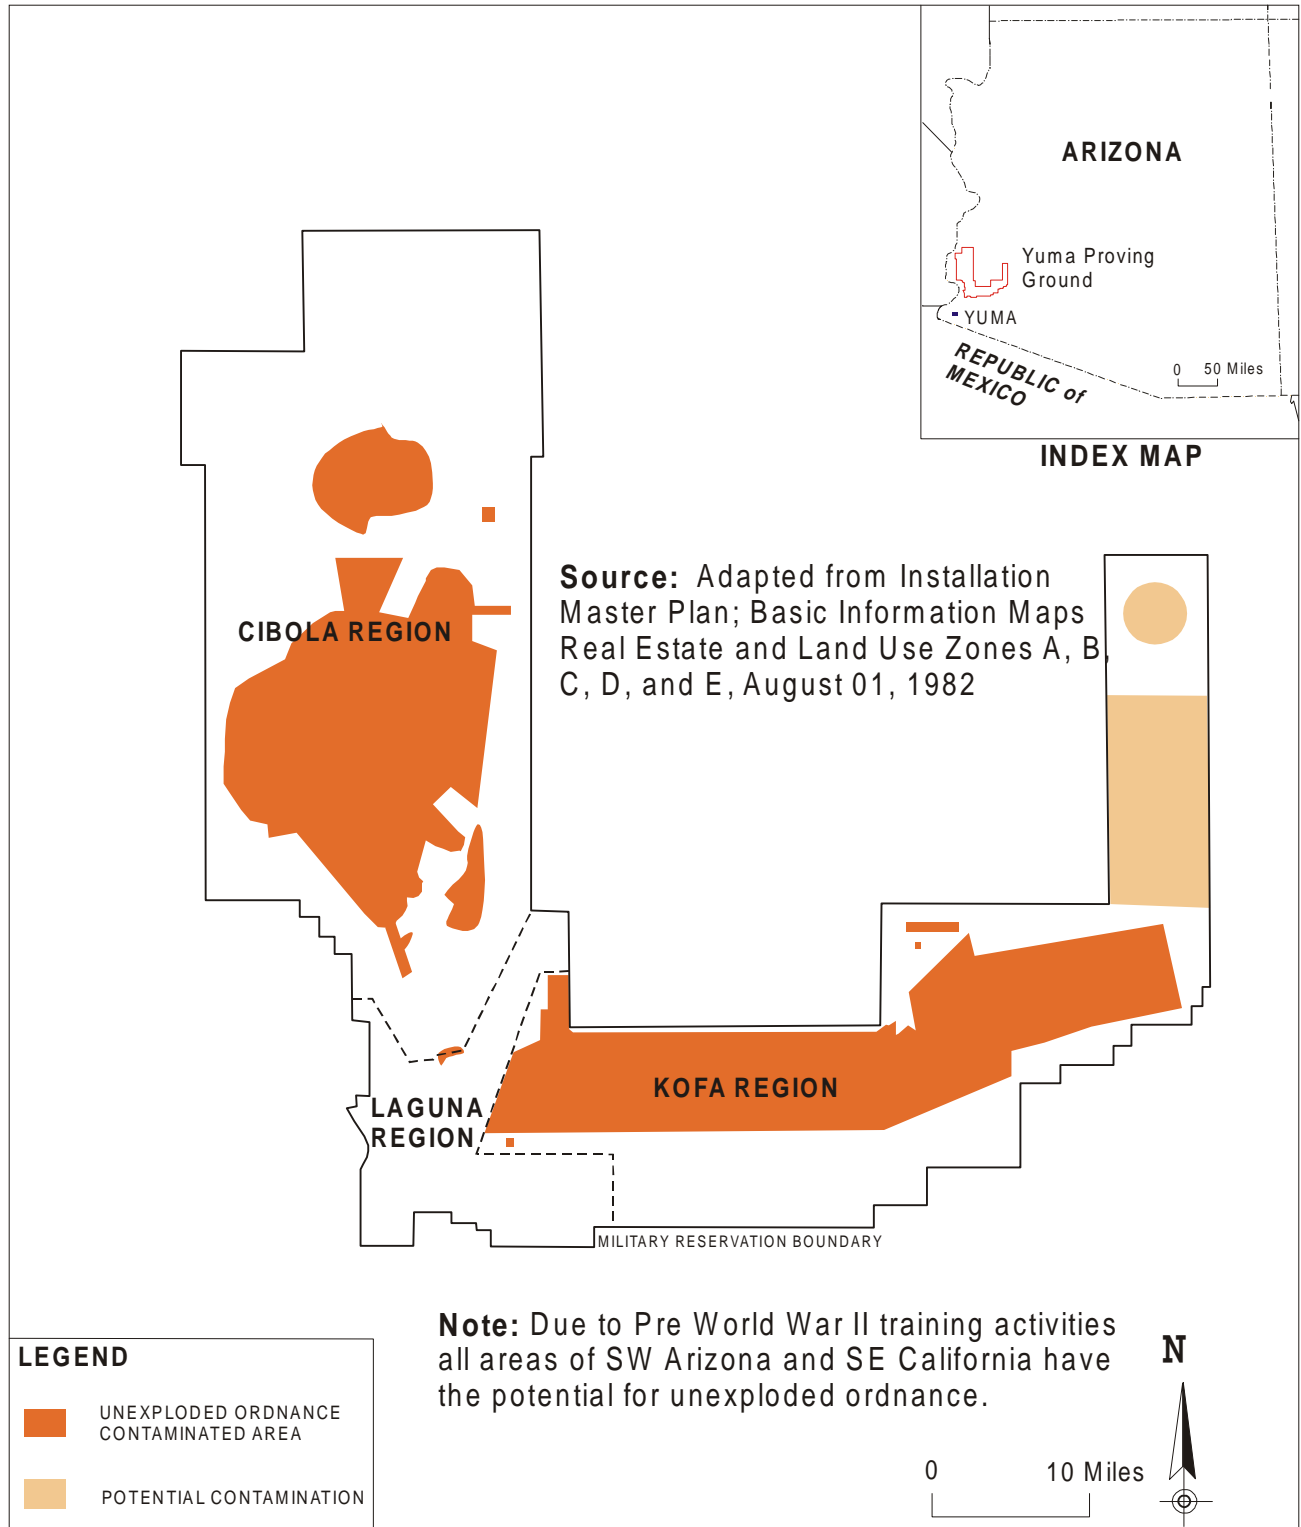 ARIZONA
Yuma Proving
Ground
YUMA
REPUBLIC of
MEXICO
0 50 Miles
INDEX MAP
Source: Adapted from Installation
Master Plan; Basic Information Maps
Real Estate and Land Use Zones A, B,
C, D, and E, August 01, 1982
CIBOLA REGION
KOFA REGION
LAGUNA
REGION
MILITARY RESERVATION BOUNDARY
Note: Due to Pre World War II training activities
all areas of SW Arizona and SE California have
the potential for unexploded ordnance.
N
0 10 Miles
LEGEND
UNEXPLODED ORDNANCE
CONTAMINATED AREA
POTENTIAL CONTAMINATION